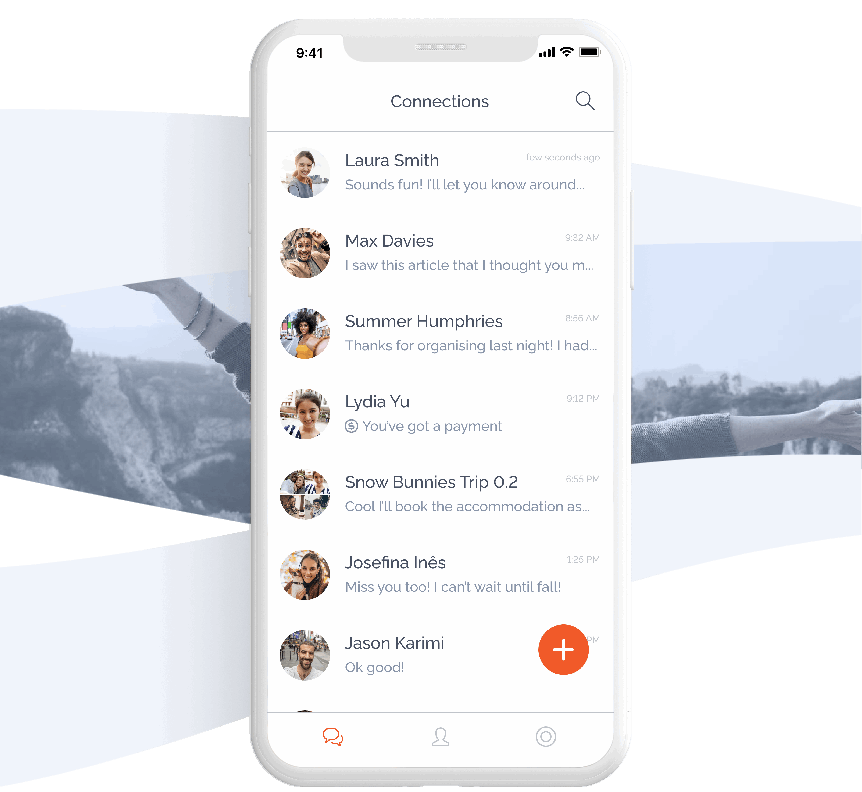 9:41
Connections
Laura Smith
few seconds ago
Sounds fun! I'll let you know around...
Max Davies
9:32 AM
I saw this article that I thought you m...
Summer Humphries
8:56 AM
Thanks for organising last night! I had...
Lydia Yu
9:12 PM
You've got a payment
Snow Bunnies Trip 0.2
6:55 PM
Cool I'll book the accommodation as...
Josefina Inês
1:25 PM
Miss you too! I can't wait until fall!
Jason Karimi
PM
Ok good!